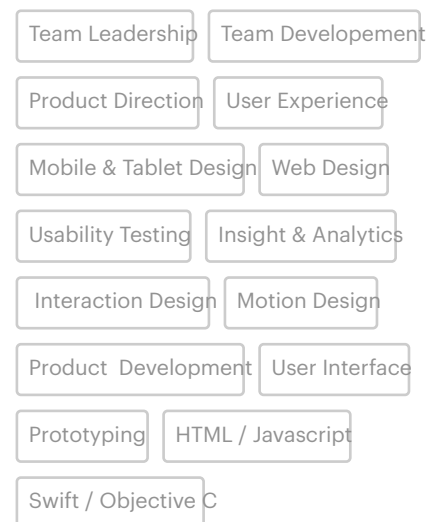 Team Leadership Team Developement
Product Direction User Experience
Mobile & Tablet Design Web Design
Usability Testing Insight & Analytics
Interaction Design Motion Design
Product Development User Interface
Prototyping HTML / Javascript
Swift / Objective C